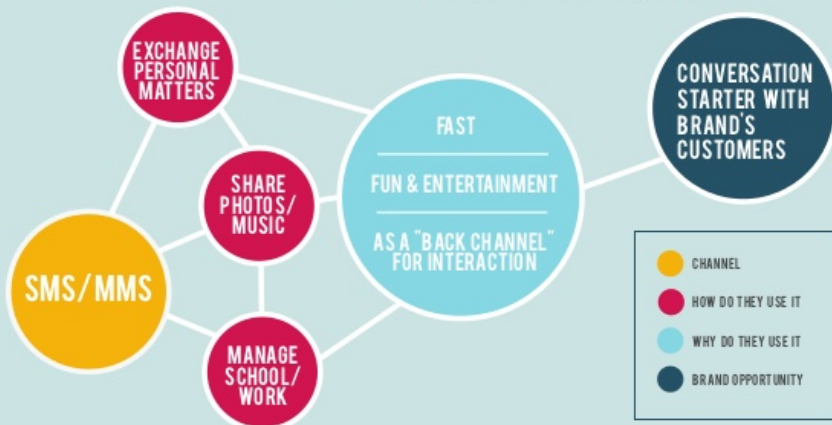 EXCHANGE
PERSONAL
MATTERS
SHARE
PHOTOS/
MUSIC
SMS/MMS
MANAGE
SCHOOL/
WORK
FAST
FUN & ENTERTAINMENT
AS A "BACK CHANNEL"
FOR INTERACTION
CONVERSATION
STARTER WITH
BRAND'S
CUSTOMERS
CHANNEL
HOW DO THEY USE IT
WHY DO THEY USE IT
BRAND OPPORTUNITY